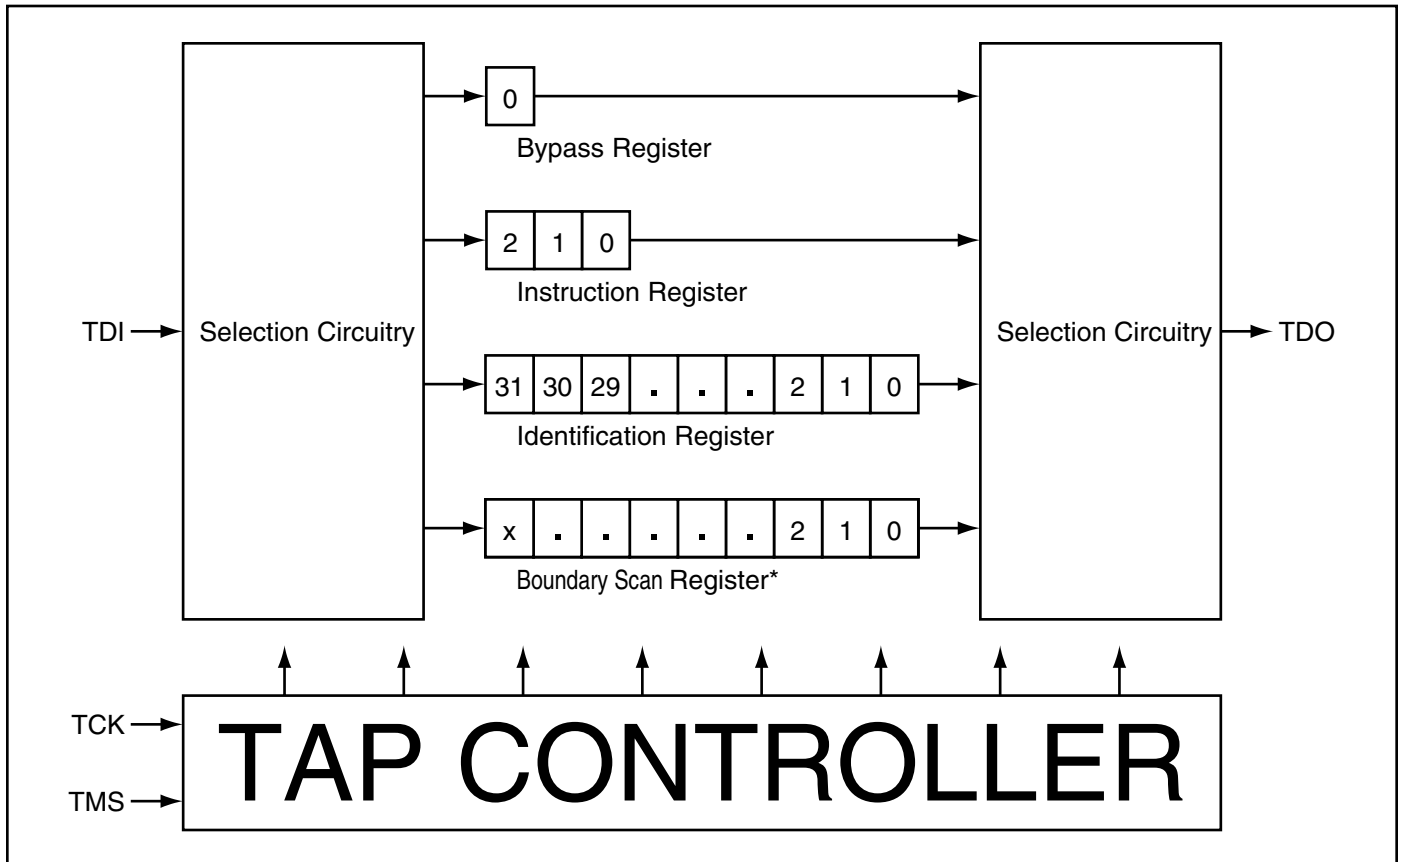 0
Bypass Register
2 1 0
Instruction Register
TDI
Selection Circuitry
Selection Circuitry
TDO
31 30 29 . . . 2 1 0
Identification Register
x . . . . . 2 1 0
Boundary Scan Register*
TCK
TMS
TAP CONTROLLER